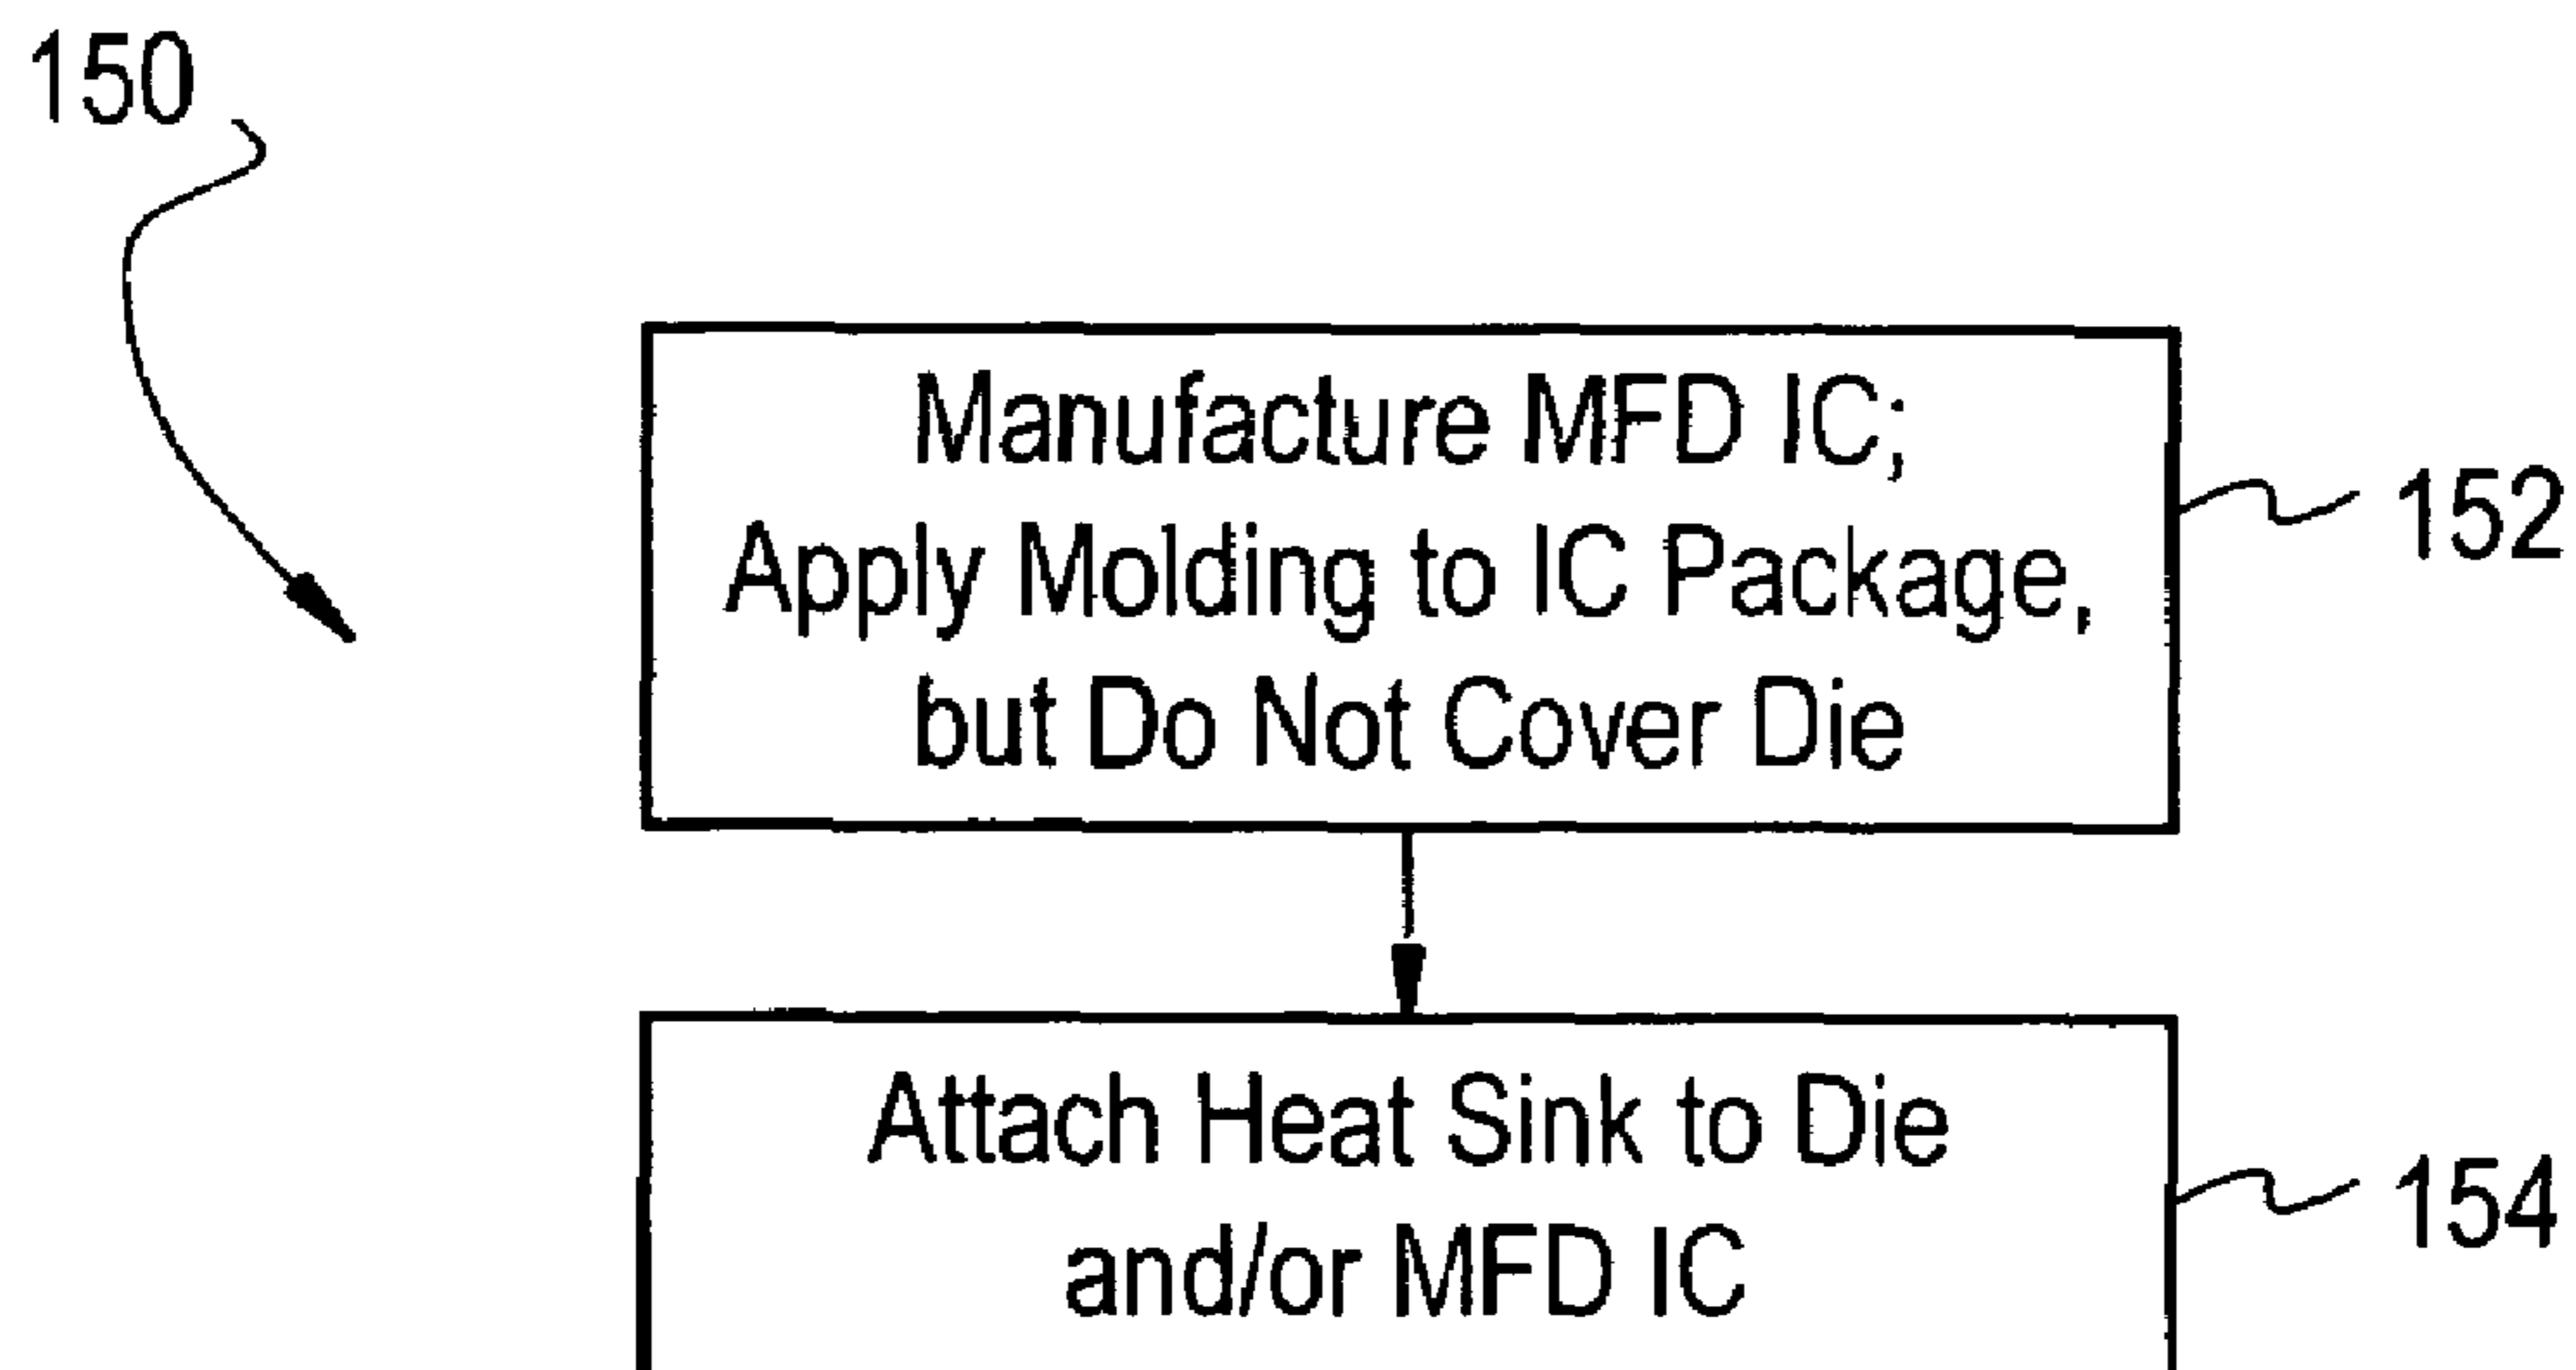 150
Manufacture MFD IC;
Apply Molding to IC Package,
but Do Not Cover Die
152
Attach Heat Sink to Die
and/or MFD IC
154